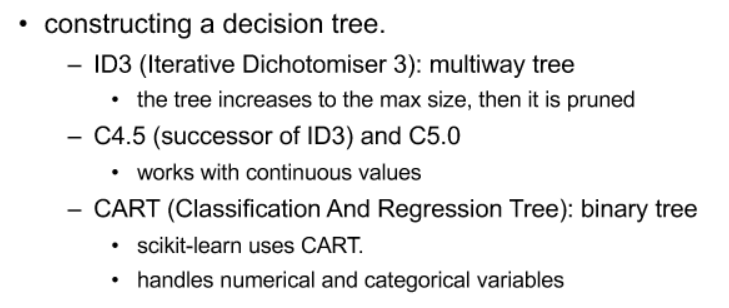 • constructing a decision tree.
– ID3 (Iterative Dichotomiser 3): multiway tree
• the tree increases to the max size, then it is pruned
– C4.5 (successor of ID3) and C5.0
• works with continuous values
– CART (Classification And Regression Tree): binary tree
• scikit-learn uses CART.
• handles numerical and categorical variables